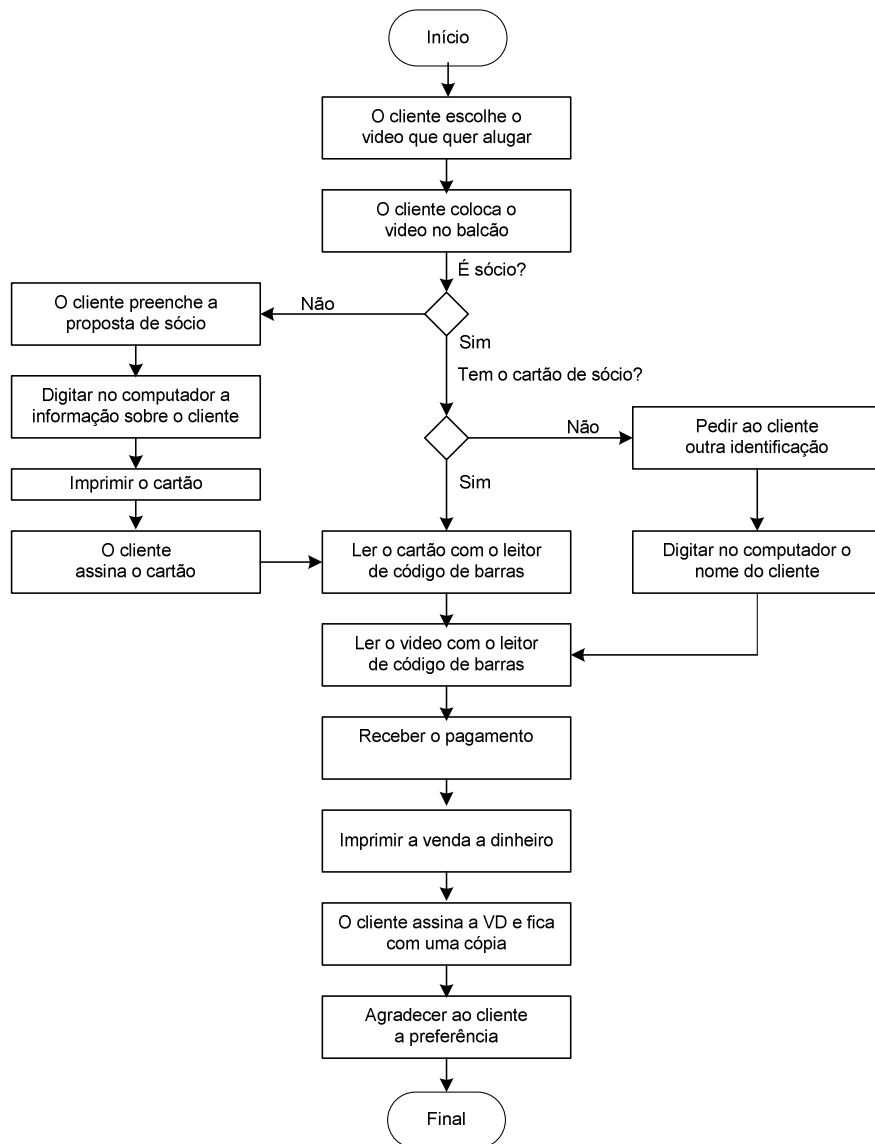 Início
O cliente escolhe o
video que quer alugar
O cliente coloca o
video no balcão
É sócio?
Não
O cliente preenche a
proposta de sócio
Sim
Tem o cartão de sócio?
Digitar no computador a
informação sobre o cliente
Não
Pedir ao cliente
outra identificação
Imprimir o cartão
Sim
O cliente
assina o cartão
Ler o cartão com o leitor
de código de barras
Digitar no computador o
nome do cliente
Ler o video com o leitor
de código de barras
Receber o pagamento
Imprimir a venda a dinheiro
O cliente assina a VD e fica
com uma cópia
Agradecer ao cliente
a preferência
Final